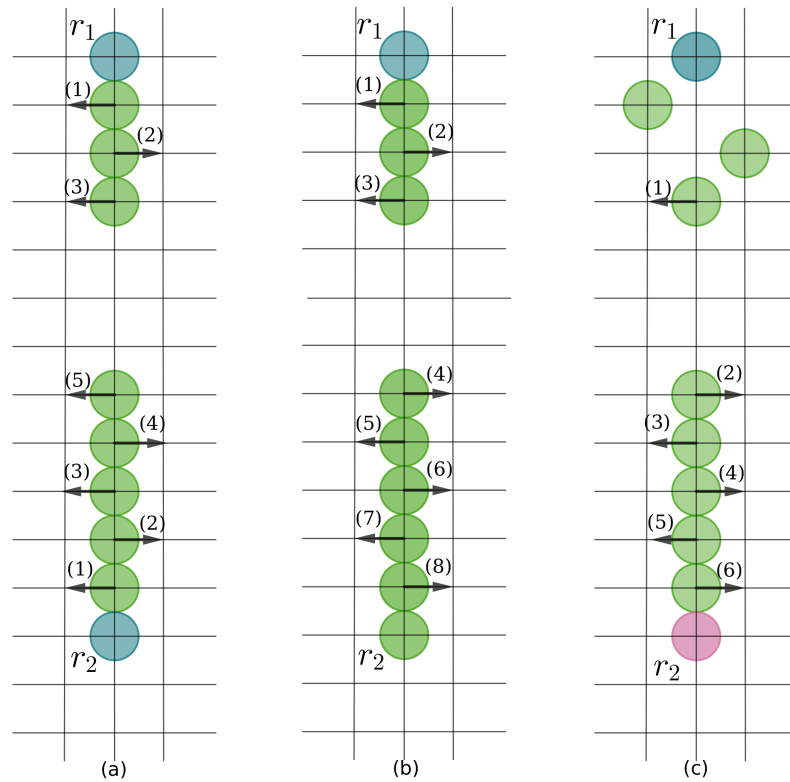 r1
(1)
(2)
(3)
(5)
(4)
(3)
(2)
(1)
r2
(a)
r1
(1)
(2)
(3)
(4)
(5)
(6)
(7)
(8)
r2
(b)
r1
(1)
(2)
(3)
(4)
(5)
(6)
r2
(c)